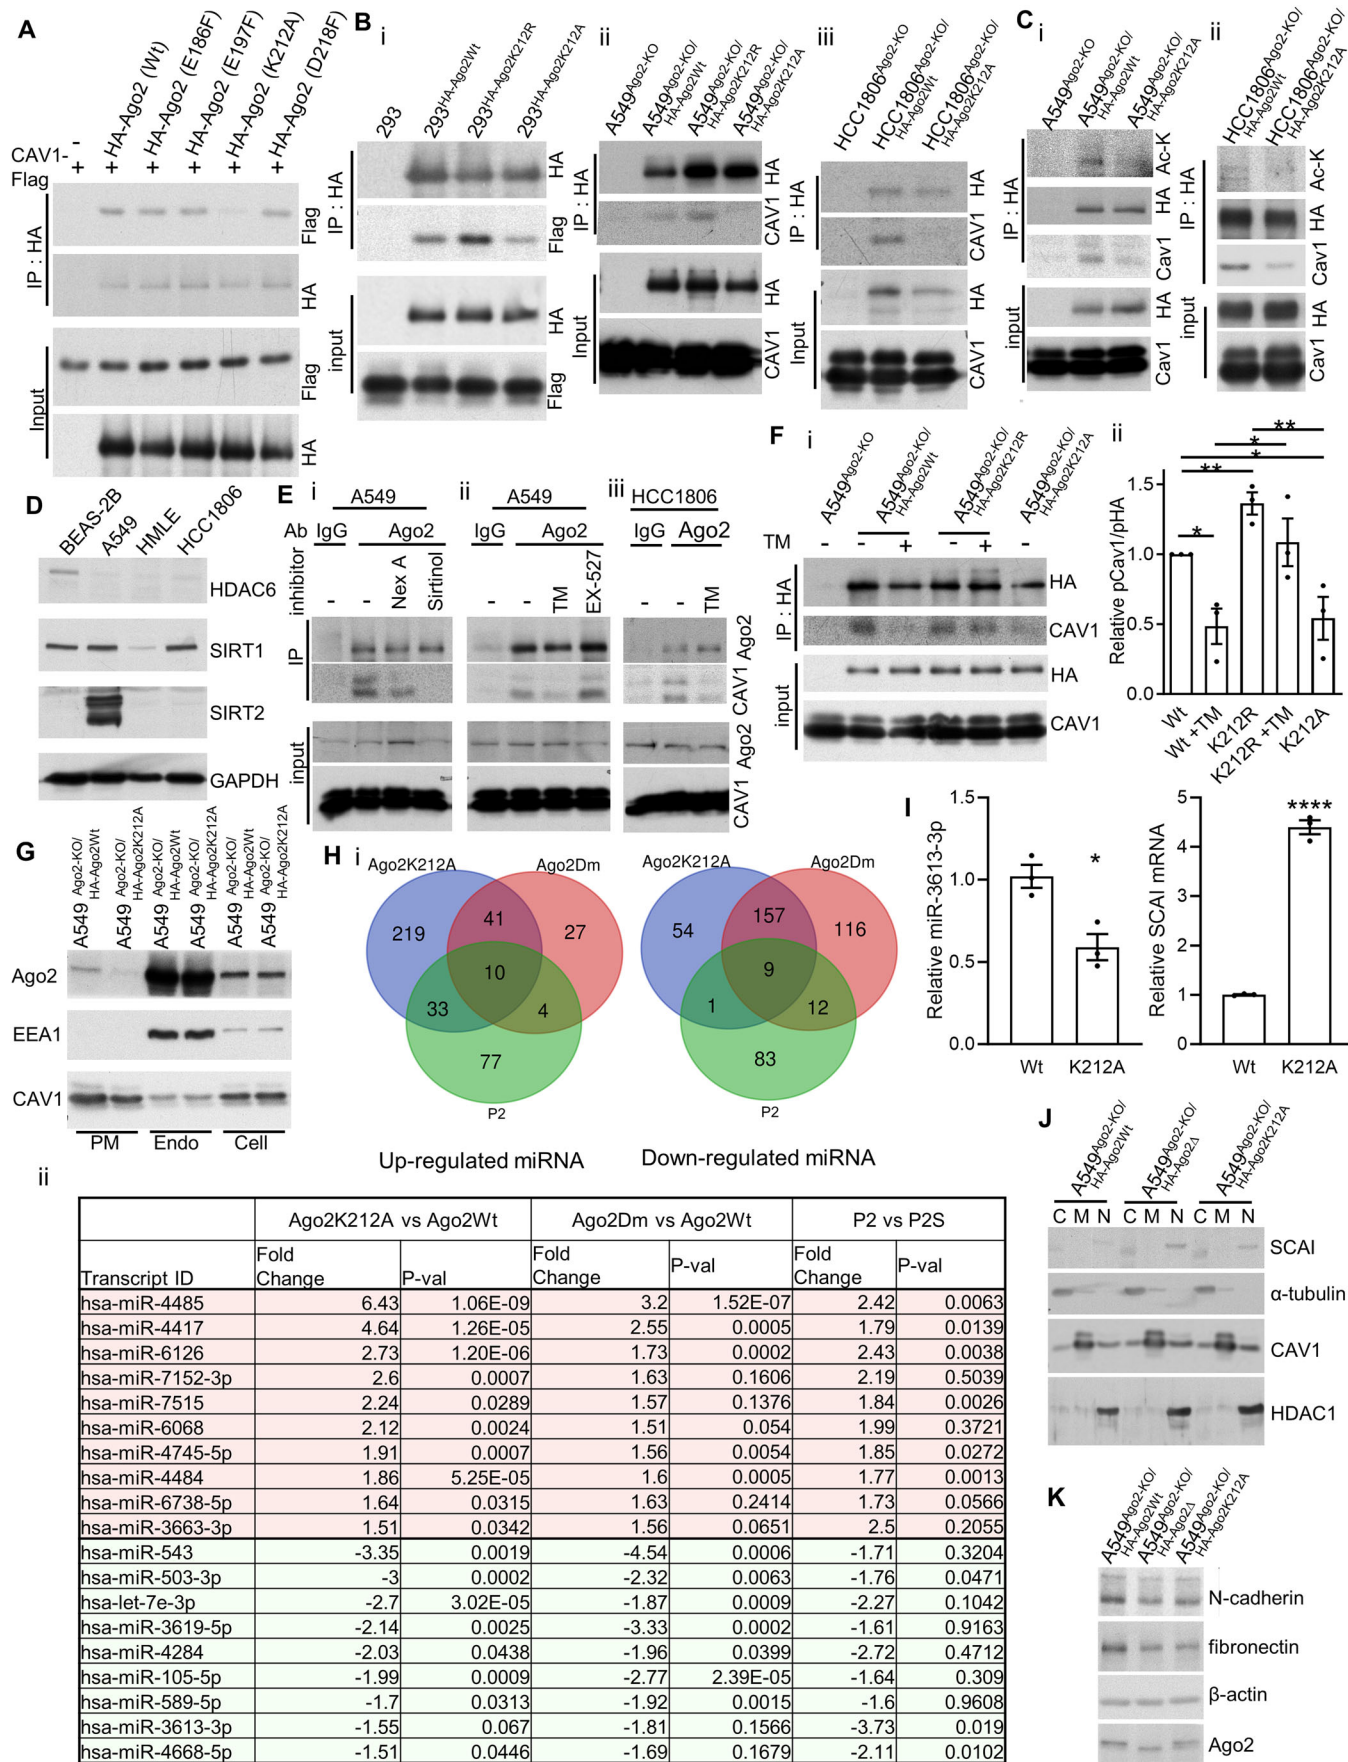 A
-
HA-Ago2 (Wt)
HA-Ago2 (E186F)
HA-Ago2 (E197F)
HA-Ago2 (K212A)
HA-Ago2 (D218F)
CAV1-
Flag
+ + + + + +
IP : HA
Flag
HA
Input
Flag
HA
B
i
293
293HA-Ago2Wt
293HA-Ago2K212R
293HA-Ago2K212A
IP : HA
HA
Flag
input
HA
Flag
ii
A549Ago2-KO
A549Ago2-KO/
HA-Ago2Wt
A549Ago2-KO/
HA-Ago2K212R
A549Ago2-KO/
HA-Ago2K212A
IP : HA
HA
CAV1
Input
HA
CAV1
iii
HCC1806Ago2-KO
HCC1806Ago2-KO/
HA-Ago2Wt
HCC1806Ago2-KO/
HA-Ago2K212A
IP : HA
HA
CAV1
Input
HA
CAV1
C
i
A549Ago2-KO
A549Ago2-KO/
HA-Ago2Wt
A549Ago2-KO/
HA-Ago2K212A
IP : HA
Ac-K
HA
Cav1
input
HA
Cav1
ii
HCC1806Ago2-KO/
HA-Ago2Wt
HCC1806Ago2-KO/
HA-Ago2K212A
IP : HA
Ac-K
HA
Cav1
input
HA
Cav1
D
BEAS-2B
A549
HMLE
HCC1806
HDAC6
SIRT1
SIRT2
GAPDH
E
i
A549
Ab IgG Ago2
inhibitor
- - Nex A Sirtinol
IP
input
ii
A549
IgG Ago2
- - TM EX-527
iii
HCC1806
IgG Ago2
- - TM
Ago2
CAV1
Ago2
CAV1
F
i
A549Ago2-KO
A549Ago2-KO/
HA-Ago2Wt
A549Ago2-KO/
HA-Ago2K212R
A549Ago2-KO/
HA-Ago2K212A
TM - - + - + -
IP : HA
HA
CAV1
input
HA
CAV1
ii
**
*
*
**
*
Relative pCav1/pHA
1.5
1.0
0.5
0.0
Wt
Wt +TM
K212R
K212R +TM
K212A
G
A549 Ago2-KO/
HA-Ago2Wt
A549 Ago2-KO/
HA-Ago2K212A
A549 Ago2-KO/
HA-Ago2Wt
A549 Ago2-KO/
HA-Ago2K212A
A549 Ago2-KO/
HA-Ago2Wt
A549 Ago2-KO/
HA-Ago2K212A
Ago2
EEA1
CAV1
PM Endo Cell
H
i
Ago2K212A Ago2Dm
219 41 27
10
33 4
77
P2
Up-regulated miRNA
Ago2K212A Ago2Dm
54 157 116
9
1 12
83
P2
Down-regulated miRNA
I
Relative miR-3613-3p
1.5
1.0
0.5
0.0
*
Wt K212A
Relative SCAI mRNA
5
4
3
2
1
0
****
Wt K212A
ii
Ago2K212A vs Ago2Wt Ago2Dm vs Ago2Wt P2 vs P2S
Transcript ID Fold Change P-val Fold Change P-val Fold Change P-val
hsa-miR-4485 6.43 1.06E-09 3.2 1.52E-07 2.42 0.0063
hsa-miR-4417 4.64 1.26E-05 2.55 0.0005 1.79 0.0139
hsa-miR-6126 2.73 1.20E-06 1.73 0.0002 2.43 0.0038
hsa-miR-7152-3p 2.6 0.0007 1.63 0.1606 2.19 0.5039
hsa-miR-7515 2.24 0.0289 1.57 0.1376 1.84 0.0026
hsa-miR-6068 2.12 0.0024 1.51 0.054 1.99 0.3721
hsa-miR-4745-5p 1.91 0.0007 1.56 0.0054 1.85 0.0272
hsa-miR-4484 1.86 5.25E-05 1.6 0.0005 1.77 0.0013
hsa-miR-6738-5p 1.64 0.0315 1.63 0.2414 1.73 0.0566
hsa-miR-3663-3p 1.51 0.0342 1.56 0.0651 2.5 0.2055
hsa-miR-543 -3.35 0.0019 -4.54 0.0006 -1.71 0.3204
hsa-miR-503-3p -3 0.0002 -2.32 0.0063 -1.76 0.0471
hsa-let-7e-3p -2.7 3.02E-05 -1.87 0.0009 -2.27 0.1042
hsa-miR-3619-5p -2.14 0.0025 -3.33 0.0002 -1.61 0.9163
hsa-miR-4284 -2.03 0.0438 -1.96 0.0399 -2.72 0.4712
hsa-miR-105-5p -1.99 0.0009 -2.77 2.39E-05 -1.64 0.309
hsa-miR-589-5p -1.7 0.0313 -1.92 0.0015 -1.6 0.9608
hsa-miR-3613-3p -1.55 0.067 -1.81 0.1566 -3.73 0.019
hsa-miR-4668-5p -1.51 0.0446 -1.69 0.1679 -2.11 0.0102
J
A549Ago2-KO/
HA-Ago2Wt
A549Ago2-KO/
HA-Ago2Δ
A549Ago2-KO/
HA-Ago2K212A
C M N C M N C M N
SCAI
α-tubulin
CAV1
HDAC1
K
A549Ago2-KO/
HA-Ago2Wt
A549Ago2-KO/
HA-Ago2Δ
A549Ago2-KO/
HA-Ago2K212A
N-cadherin
fibronectin
β-actin
Ago2